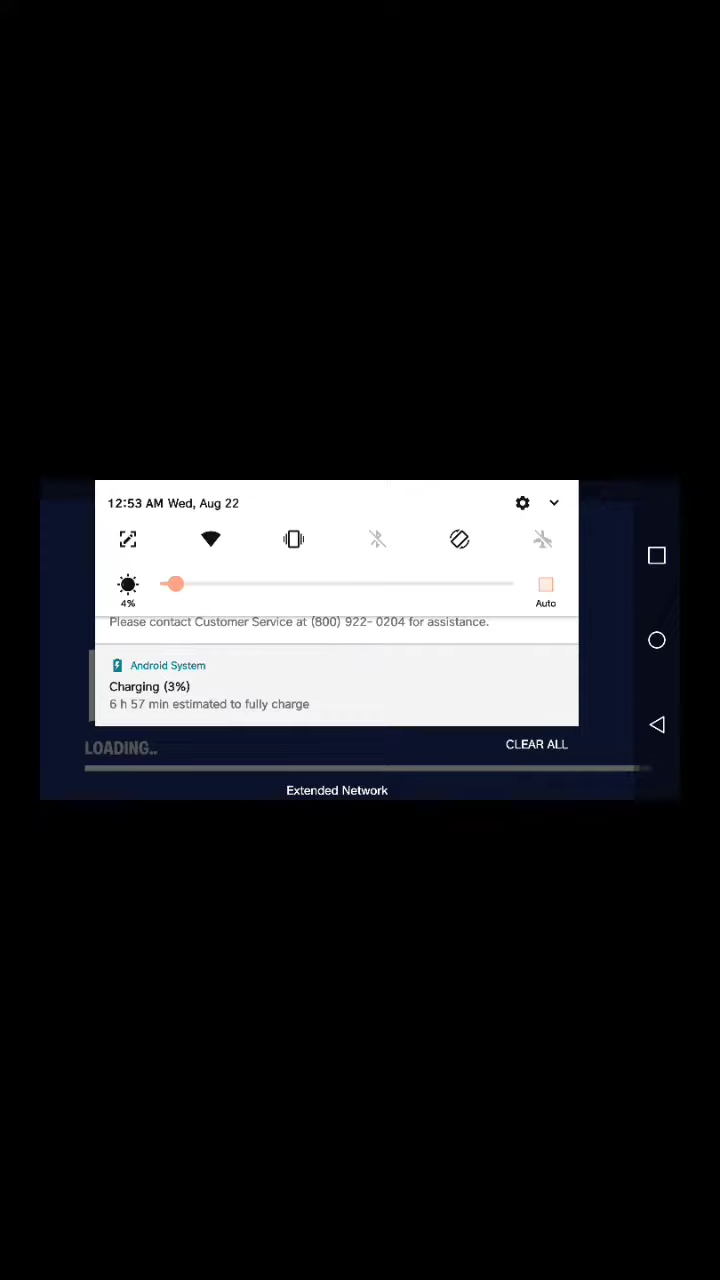 12:53 AM Wed, Aug 22
4%
Auto
Please contact Customer Service at (800) 922- 0204 for assistance.
Android System
Charging (3%)
6 h 57 min estimated to fully charge
LOADING..
CLEAR ALL
Extended Network